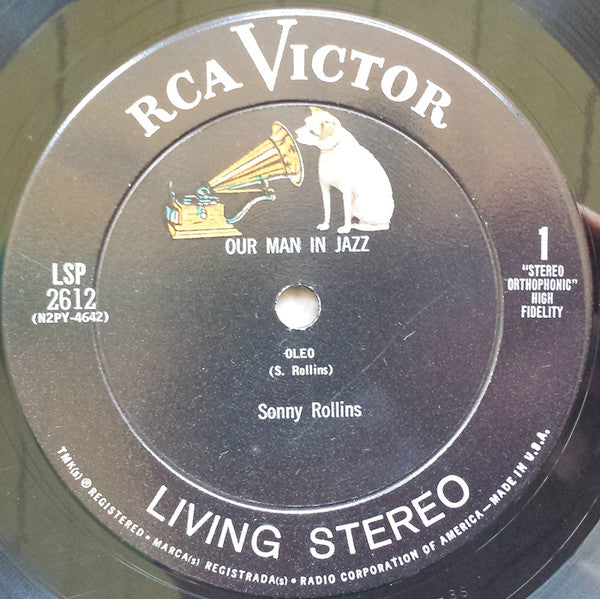 RCA VICTOR
OUR MAN IN JAZZ
LSP
2612
(N2PY-4642)
1
"STEREO
ORTHOPHONIC"
HIGH
FIDELITY
OLEO
(S. Rollins)
Sonny Rollins
LIVING STEREO
TMK(s) ® REGISTERED • MARCA(s) REGISTRADA(s) • RADIO CORPORATION OF AMERICA—MADE IN U.S.A.